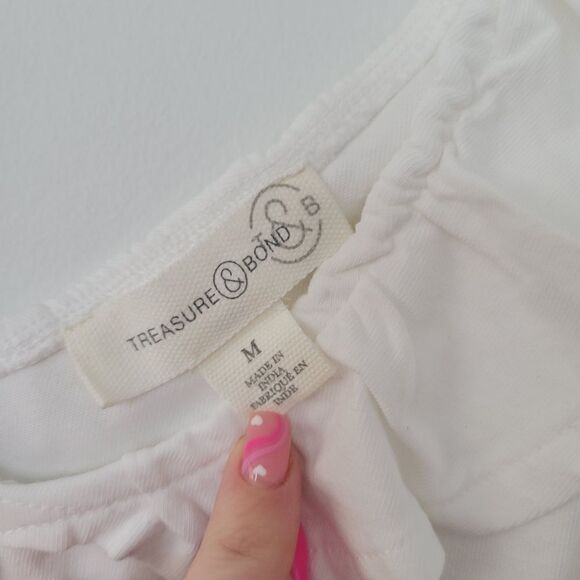 TREASURE & BOND
T & B
M
MADE IN
INDIA
FABRIQUÉ EN
INDE